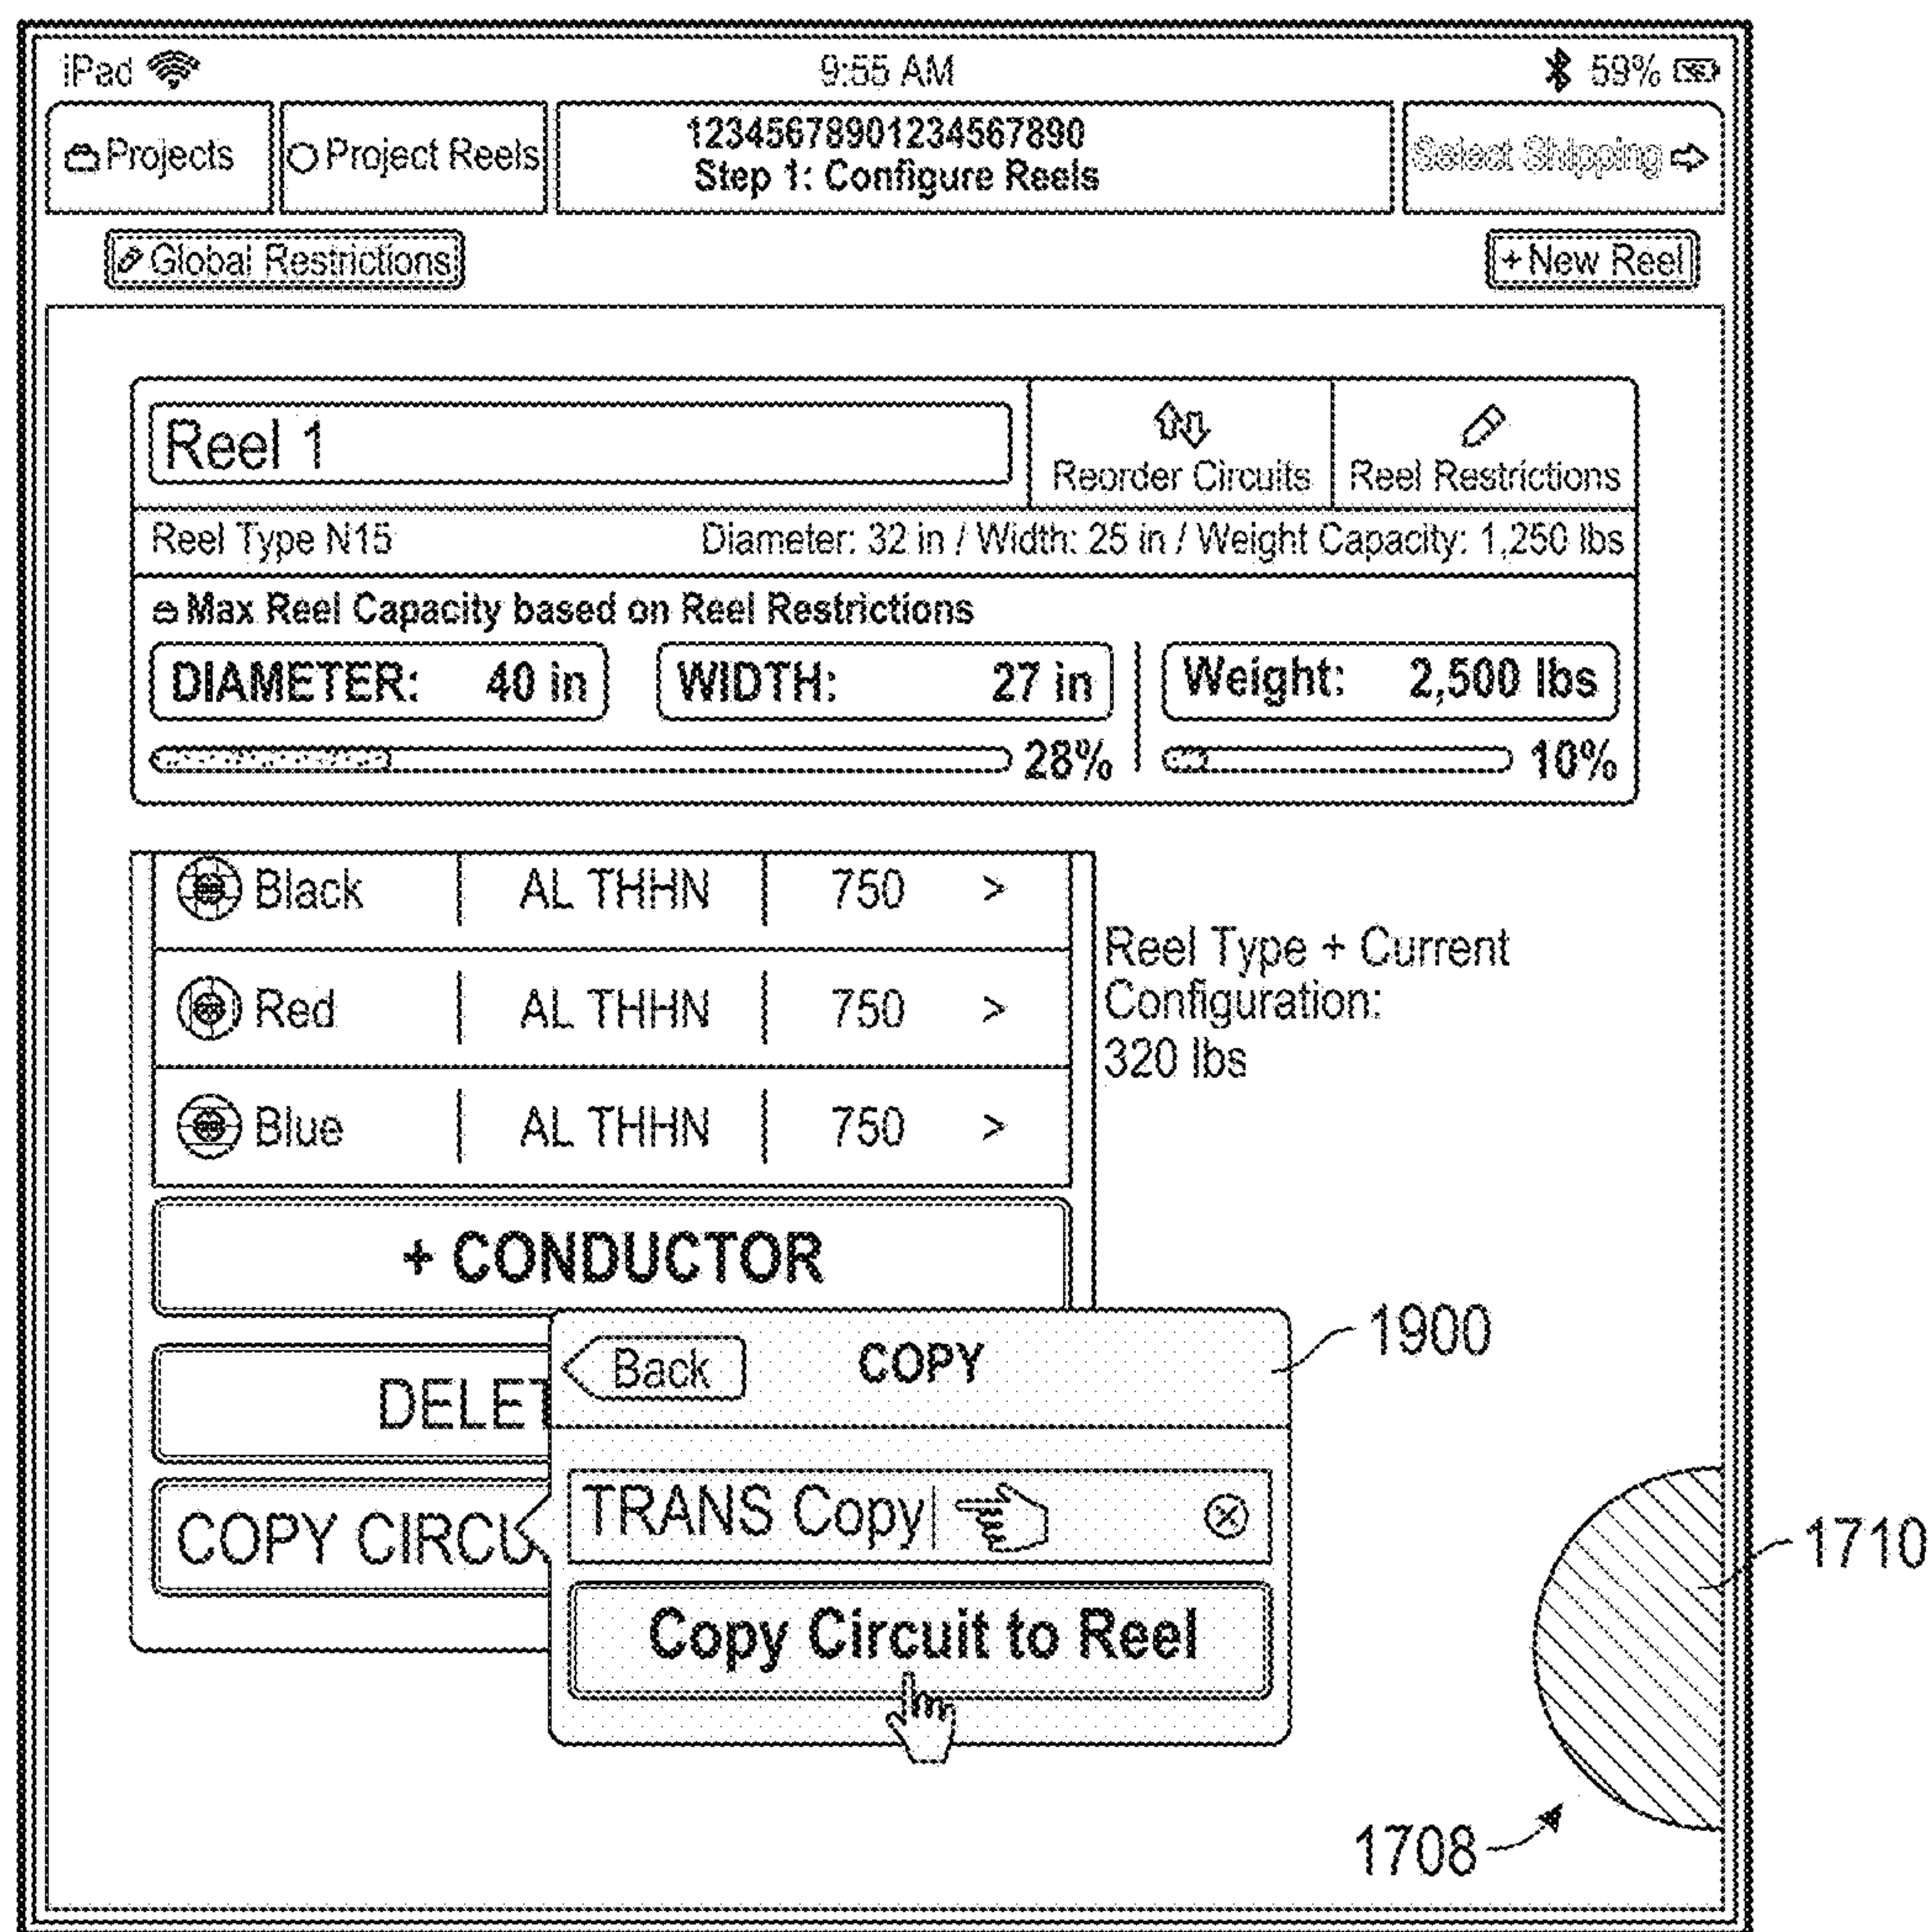 iPad 9:55 AM 59%
Projects Project Reels 12345678901234567890 Select Shipping
Step 1: Configure Reels
Global Restrictions + New Reel
Reel 1 Reorder Circuits Reel Restrictions
Reel Type N15 Diameter: 32 in / Width: 25 in / Weight Capacity: 1,250 lbs
Max Reel Capacity based on Reel Restrictions
DIAMETER: 40 in WIDTH: 27 in Weight: 2,500 lbs
28% 10%
Black AL THHN 750 >
Red AL THHN 750 >
Blue AL THHN 750 >
Reel Type + Current
Configuration:
320 lbs
+ CONDUCTOR
Back COPY 1900
DELET
TRANS Copy
COPY CIRCU
1710
Copy Circuit to Reel
1708